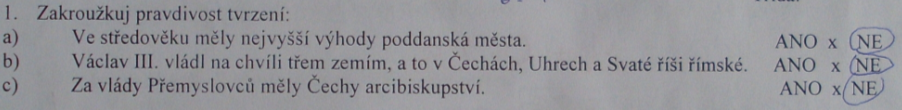 1. Zakroužkuj pravdivost tvrzení:
a) Ve středověku měly nejvyšší výhody poddanská města. ANO x NE
b) Václav III. vládl na chvíli třem zemím, a to v Čechách, Uhrech a Svaté říši římské. ANO x NE
c) Za vlády Přemyslovců měly Čechy arcibiskupství. ANO x NE